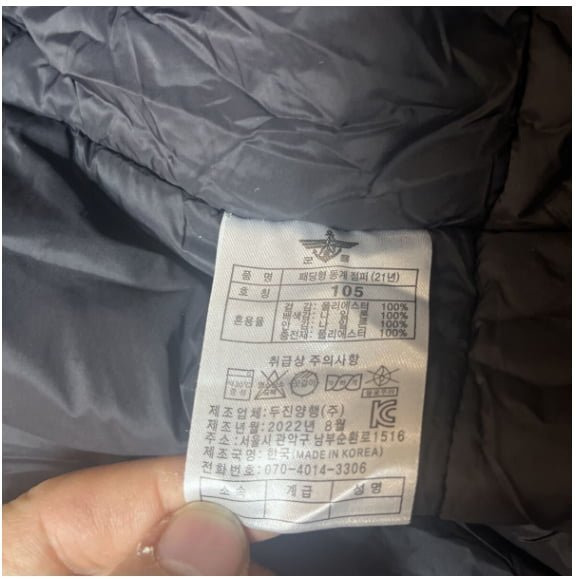 군용
품 명 패딩형 동계 점퍼(21년)
호 칭 105
혼용율
겉 감: 폴리에스터 100%
100%
100%
충전재: 폴리에스터 100%
취급상 주의사항
제조업체: 두진양행(주)
제조년월: 2022년 8월
주소: 서울시 관악구 남부순환로1516
제조국명: 한국(MADE IN KOREA)
전화번호: 070-4014-3306
소속 계급 성명